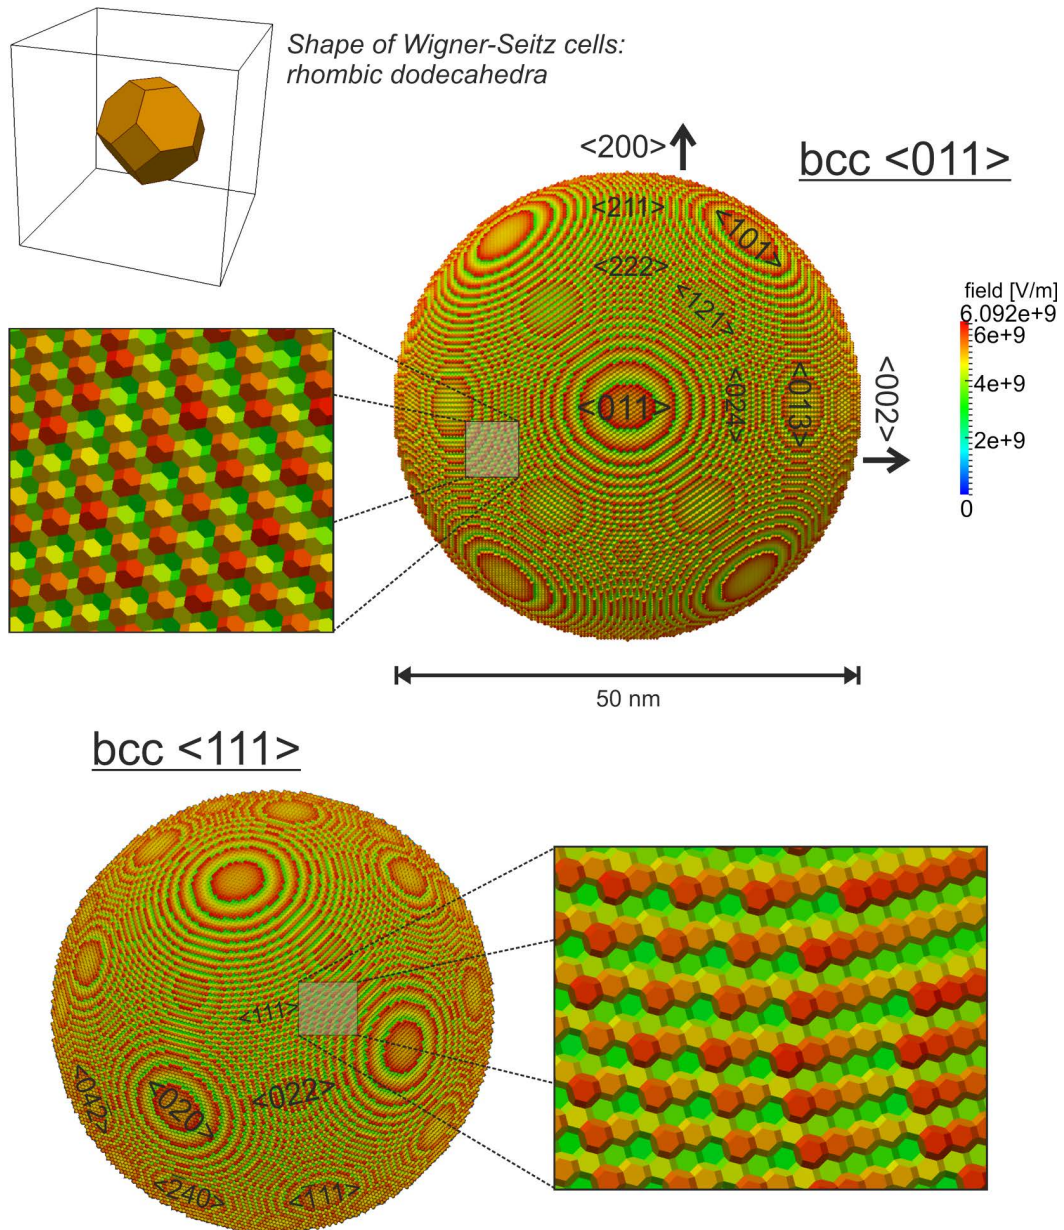 Shape of Wigner-Seitz cells:
rhombic dodecahedra
<200>
bcc <011>
<211>
<101>
<222>
<121>
field [V/m]
6.092e+9
6e+9
4e+9
2e+9
0
<011>
<024>
<013>
<002>
50 nm
bcc <111>
<111>
<022>
<020>
<042>
<240>
<111>